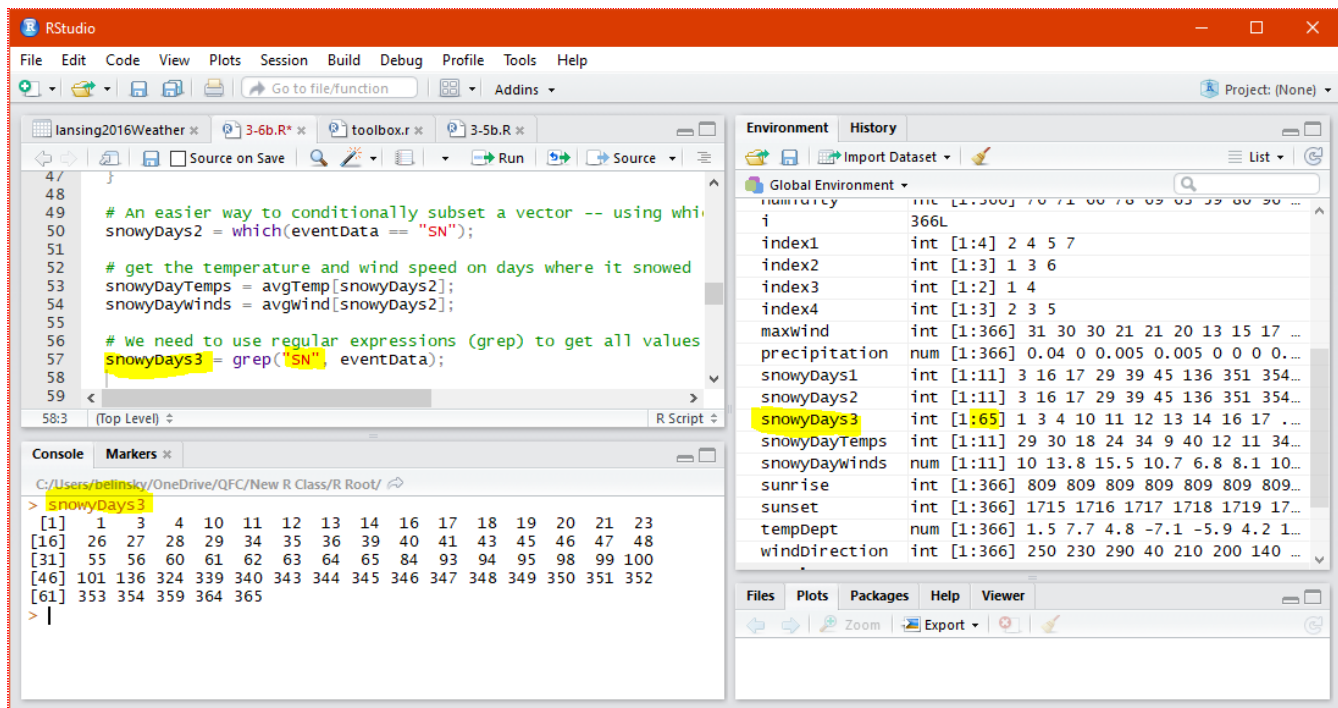 RStudio
File Edit Code View Plots Session Build Debug Profile Tools Help
Go to file/function Addins Project: (None)
lansing2016Weather 3-6b.R* toolbox.r 3-5b.R
Source on Save Run Source
47 }
48
49 # An easier way to conditionally subset a vector -- using whi
50 snowyDays2 = which(eventData == "SN");
51
52 # get the temperature and wind speed on days where it snowed
53 snowyDayTemps = avgTemp[snowyDays2];
54 snowyDayWinds = avgWind[snowyDays2];
55
56 # We need to use regular expressions (grep) to get all values
57 snowyDays3 = grep("SN", eventData);
58
59
58:3 (Top Level) R Script
Console Markers
C:/Users/belinsky/OneDrive/QFC/New R Class/R Root/
> snowyDays3
[1] 1 3 4 10 11 12 13 14 16 17 18 19 20 21 23
[16] 26 27 28 29 34 35 36 39 40 41 43 45 46 47 48
[31] 55 56 60 61 62 63 64 65 84 93 94 95 98 99 100
[46] 101 136 324 339 340 343 344 345 346 347 348 349 350 351 352
[61] 353 354 359 364 365
>
Environment History
Import Dataset List
Global Environment
humidity int [1:366] 76 71 66 78 69 63 59 80 90 ...
i 366L
index1 int [1:4] 2 4 5 7
index2 int [1:3] 1 3 6
index3 int [1:2] 1 4
index4 int [1:3] 2 3 5
maxWind int [1:366] 31 30 30 21 21 20 13 15 17 ...
precipitation num [1:366] 0.04 0 0.005 0.005 0 0 0 0...
snowyDays1 int [1:11] 3 16 17 29 39 45 136 351 354...
snowyDays2 int [1:11] 3 16 17 29 39 45 136 351 354...
snowyDays3 int [1:65] 1 3 4 10 11 12 13 14 16 17 ...
snowyDayTemps int [1:11] 29 30 18 24 34 9 40 12 11 34...
snowyDayWinds num [1:11] 10 13.8 15.5 10.7 6.8 8.1 10...
sunrise int [1:366] 809 809 809 809 809 809 809...
sunset int [1:366] 1715 1716 1717 1718 1719 17...
tempDept num [1:366] 1.5 7.7 4.8 -7.1 -5.9 4.2 1...
windDirection int [1:366] 250 230 290 40 210 200 140 ...
Files Plots Packages Help Viewer
Zoom Export